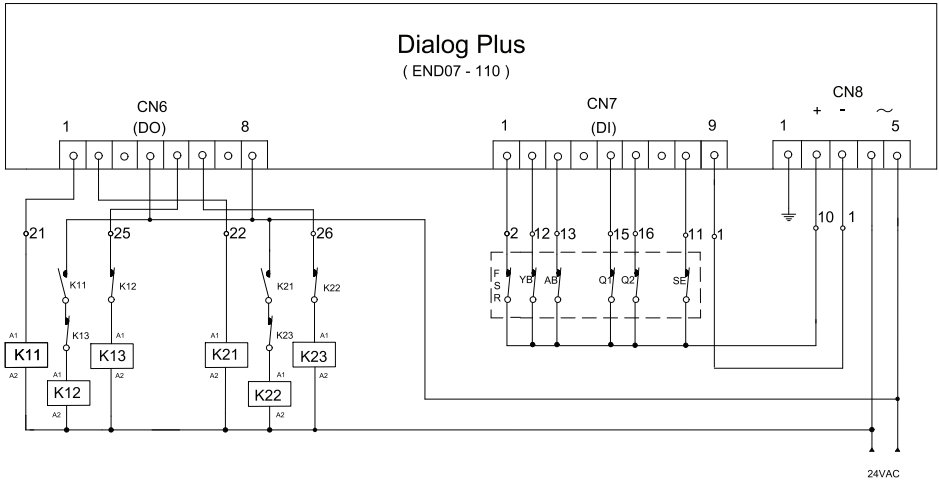 Dialog Plus
( END07 - 110 )
CN6
(DO)
1
8
CN7
(DI)
1
9
CN8
+ - ~
1
5
21
25
22
26
2
12
13
15
16
11
1
10
1
K11
K12
K21
K22
FSR
YB
AB
Q1
Q2
SE
K13
K23
A1
K11
A2
A1
K13
A2
A1
K21
A2
A1
K23
A2
A1
K12
A2
A1
K22
A2
24VAC